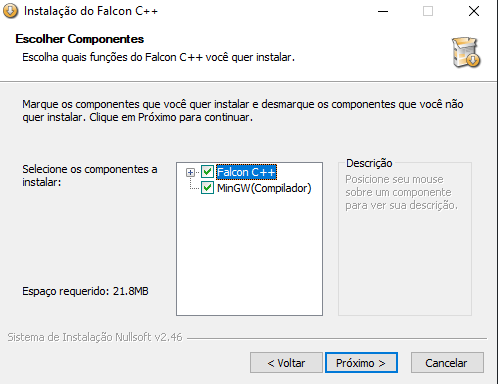 Instalação do Falcon C++
Escolher Componentes
Escolha quais funções do Falcon C++ você quer instalar.
Marque os componentes que você quer instalar e desmarque os componentes que você não
quer instalar. Clique em Próximo para continuar.
Selecione os componentes a
instalar:
Falcon C++
MinGW(Compilador)
Descrição
Posicione seu mouse
sobre um componente
para ver sua descrição.
Espaço requerido: 21.8MB
Sistema de Instalação Nullsoft v2.46
< Voltar
Próximo >
Cancelar